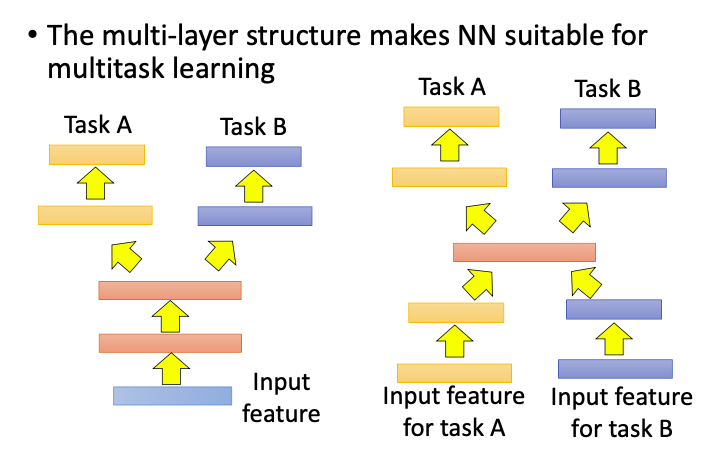 • The multi-layer structure makes NN suitable for
multitask learning
Task A
Task B
Input
feature
Task A
Task B
Input feature
for task A
Input feature
for task B